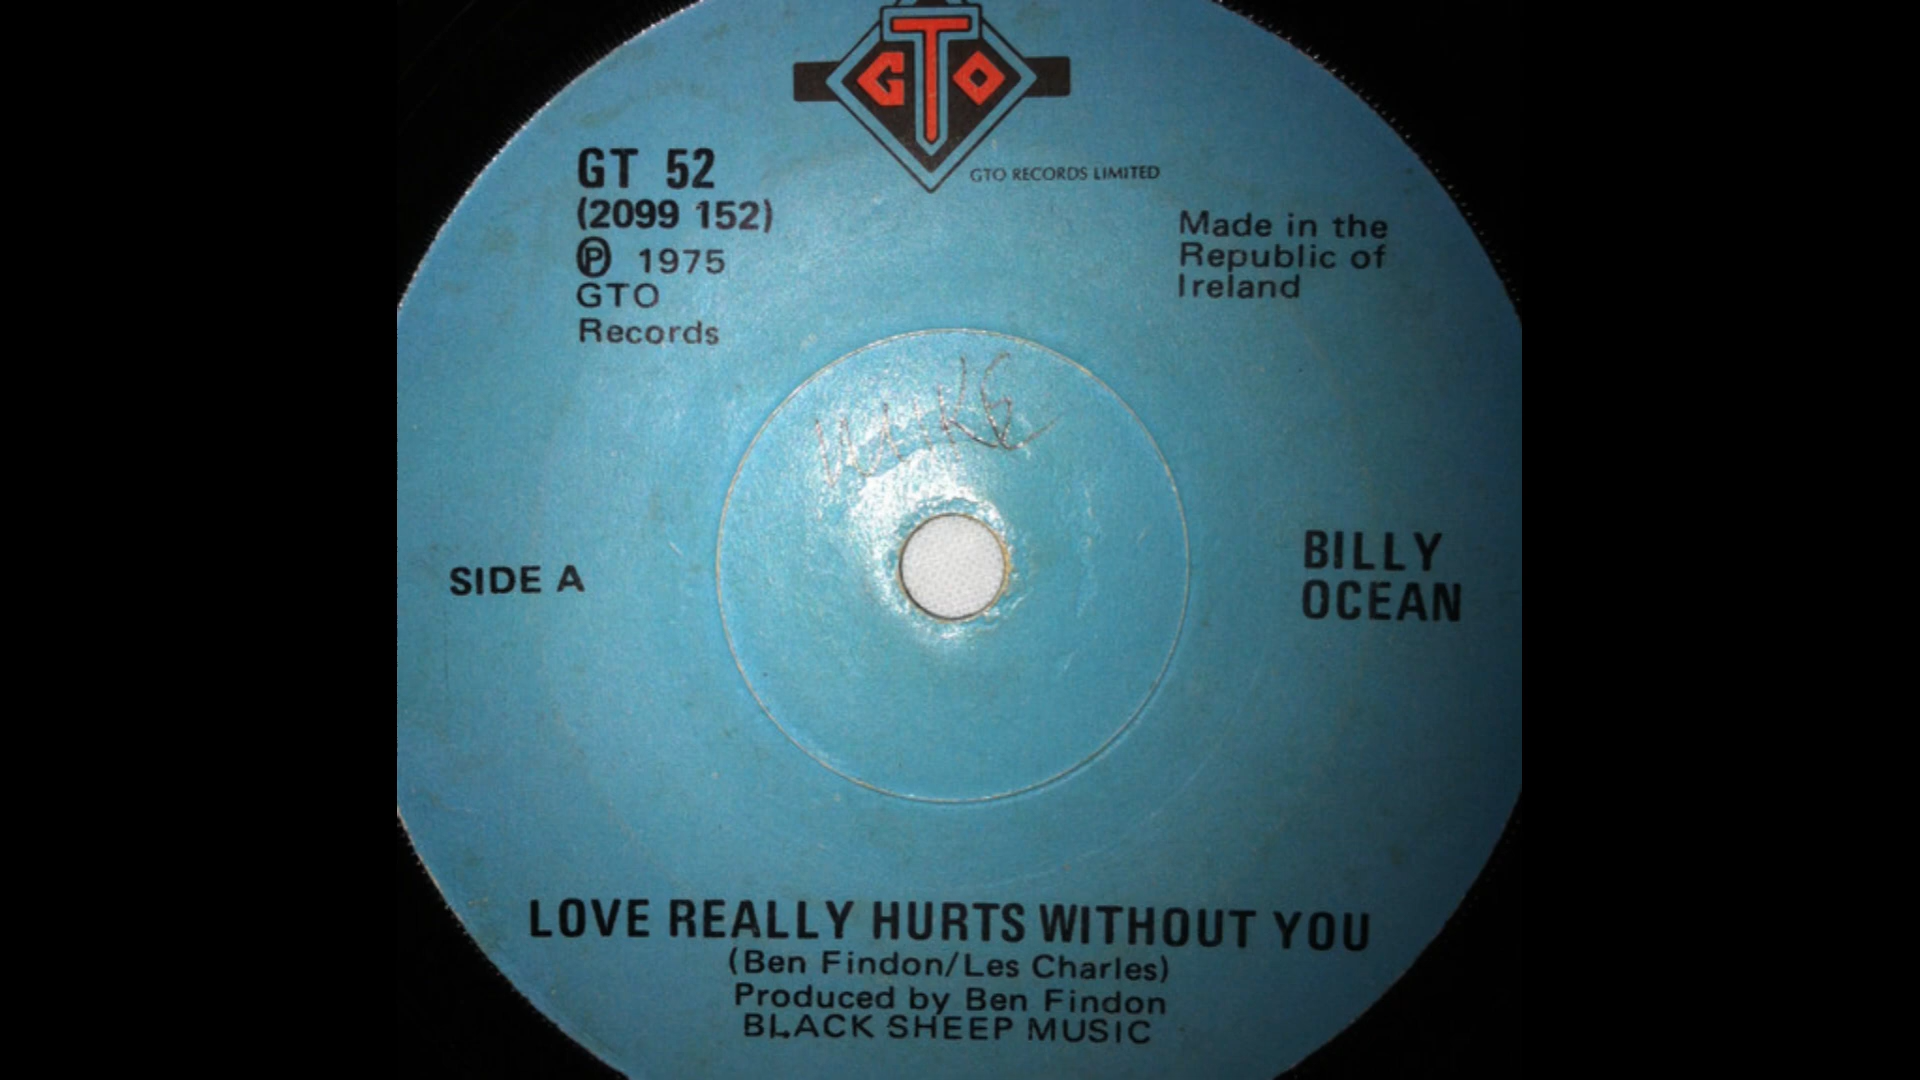 GTO
GTO RECORDS LIMITED
GT 52
(2099 152)
Ⓟ 1975
GTO
Records
Made in the
Republic of
Ireland
MIKE
SIDE A
BILLY
OCEAN
LOVE REALLY HURTS WITHOUT YOU
(Ben Findon/Les Charles)
Produced by Ben Findon
BLACK SHEEP MUSIC